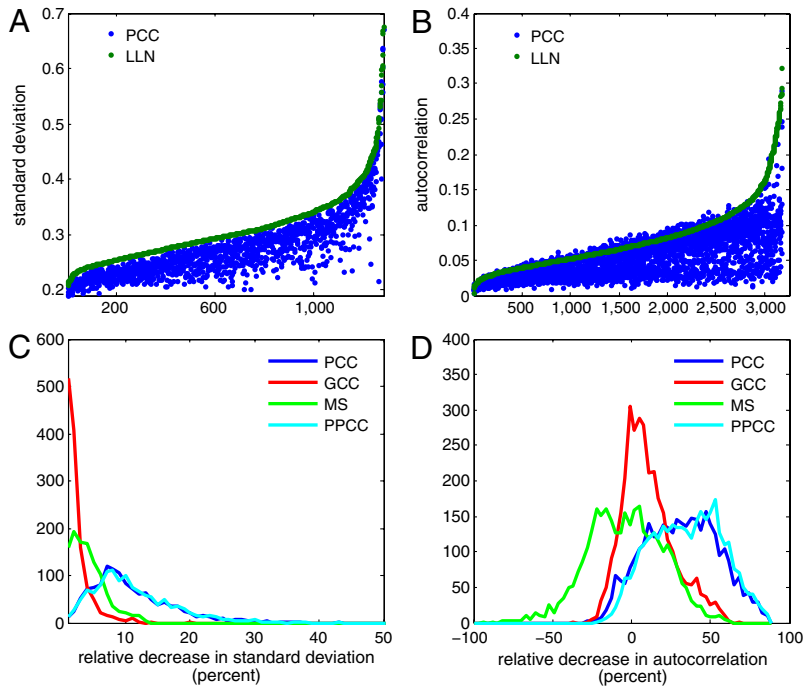 A
0.7
0.6
0.5
0.4
0.3
0.2
standard deviation
PCC
LLN
200
600
1,000
B
0.4
0.35
0.3
0.25
0.2
0.15
0.1
0.05
0
autocorrelation
PCC
LLN
500
1,000
1,500
2,000
2,500
3,000
C
600
500
400
300
200
100
0
PCC
GCC
MS
PPCC
10
20
30
40
50
relative decrease in standard deviation
(percent)
D
400
350
300
250
200
150
100
50
0
PCC
GCC
MS
PPCC
−100
−50
0
50
100
relative decrease in autocorrelation
(percent)